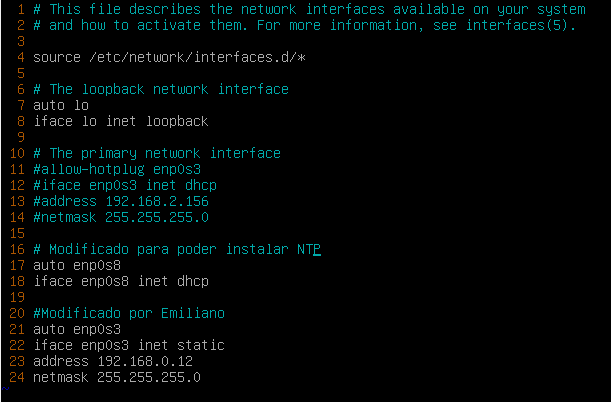 1 # This file describes the network interfaces available on your system
2 # and how to activate them. For more information, see interfaces(5).
3
4 source /etc/network/interfaces.d/*
5
6 # The loopback network interface
7 auto lo
8 iface lo inet loopback
9
10 # The primary network interface
11 #allow-hotplug enp0s3
12 #iface enp0s3 inet dhcp
13 #address 192.168.2.156
14 #netmask 255.255.255.0
15
16 # Modificado para poder instalar NTP
17 auto enp0s8
18 iface enp0s8 inet dhcp
19
20 #Modificado por Emiliano
21 auto enp0s3
22 iface enp0s3 inet static
23 address 192.168.0.12
24 netmask 255.255.255.0